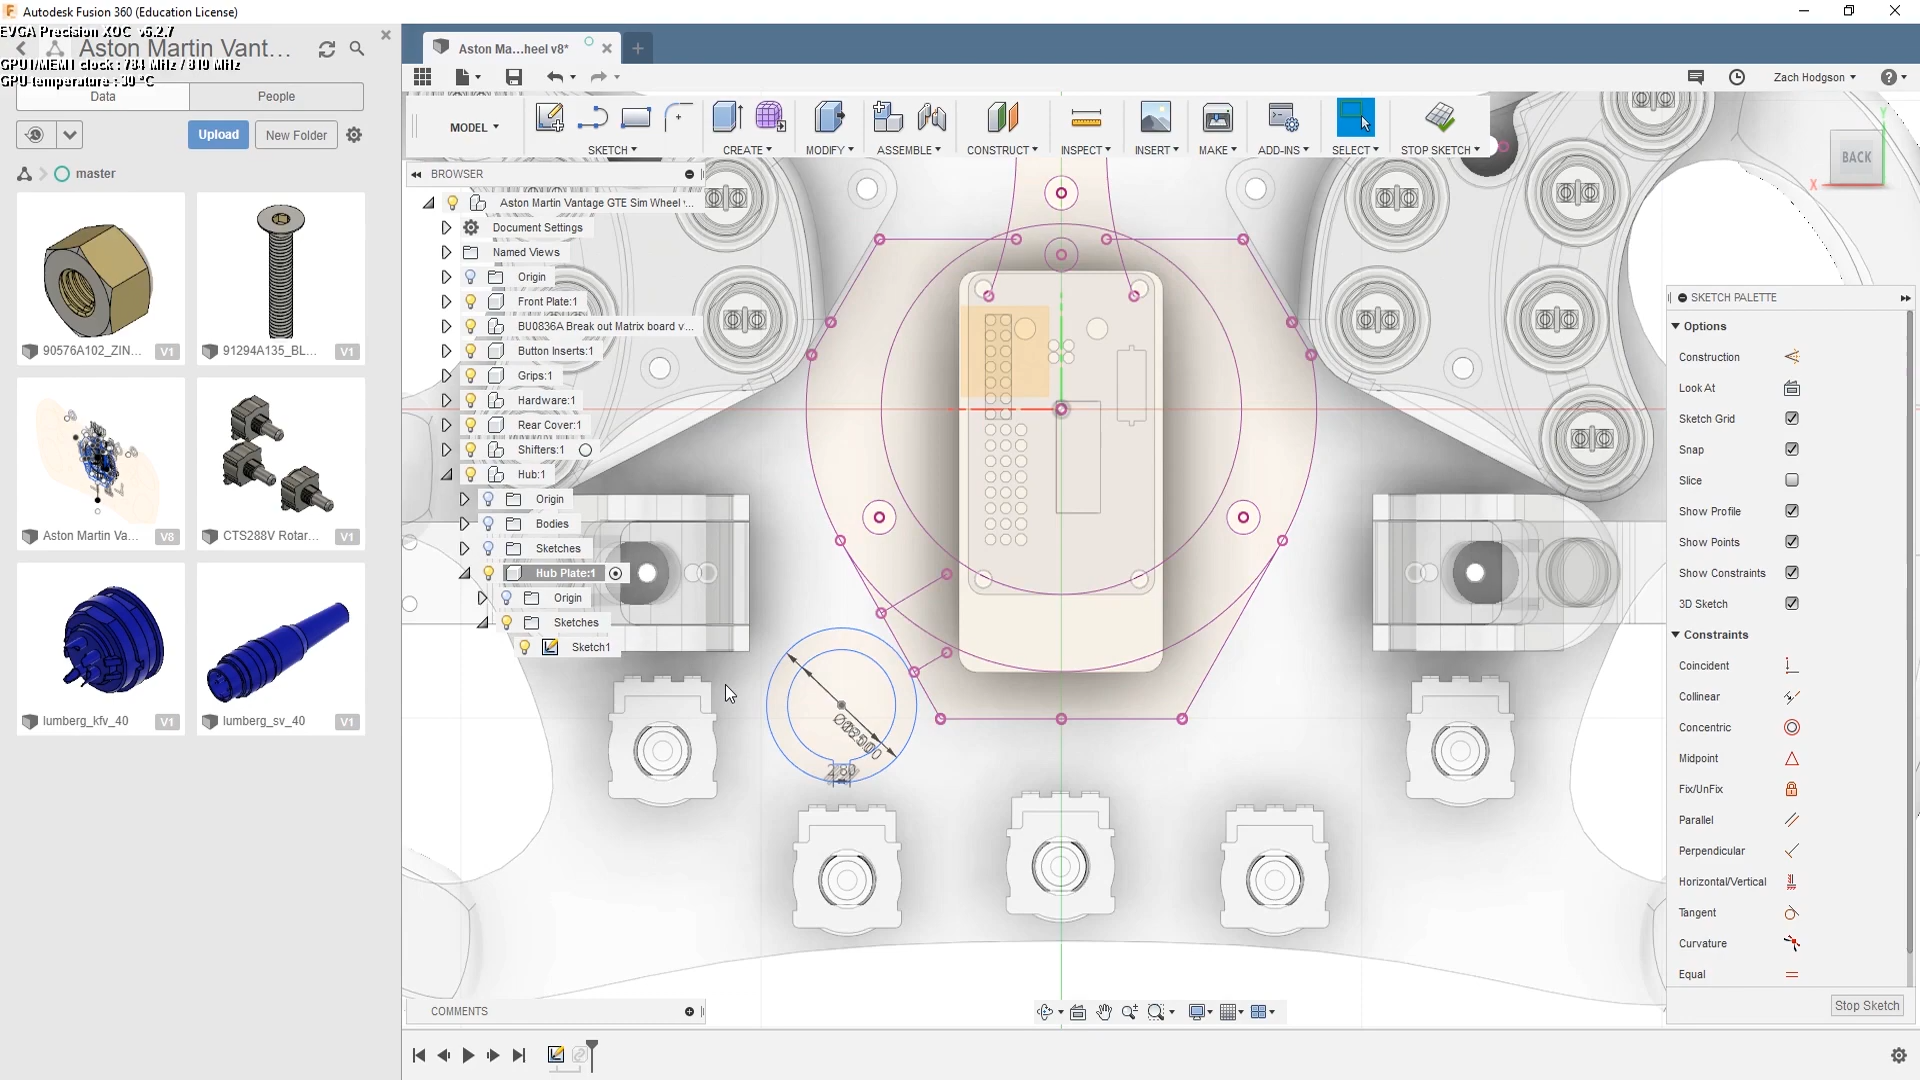 Autodesk Fusion 360 (Education License)
EVGA Precision XOC v6.2.7
Aston Martin Vant...
GPU1/MEM1 clock : 784 MHz / 810 MHz
GPU temperature : 30 °C
Data
People
Upload
New Folder
master
90576A102_ZIN... V1
91294A135_BL... V1
Aston Martin Va... V8
CTS288V Rotar... V1
lumberg_kfv_40 V1
lumberg_sv_40 V1
Aston Ma...heel v8*
Zach Hodgson
MODEL
SKETCH
CREATE
MODIFY
ASSEMBLE
CONSTRUCT
INSPECT
INSERT
MAKE
ADD-INS
SELECT
STOP SKETCH
BROWSER
Aston Martin Vantage GTE Sim Wheel v...
Document Settings
Named Views
Origin
Front Plate:1
BU0836A Break out Matrix board v...
Button Inserts:1
Grips:1
Hardware:1
Rear Cover:1
Shifters:1
Hub:1
Origin
Bodies
Sketches
Hub Plate:1
Origin
Sketches
Sketch1
2.80
BACK
X
Y
SKETCH PALETTE
Options
Construction
Look At
Sketch Grid
Snap
Slice
Show Profile
Show Points
Show Constraints
3D Sketch
Constraints
Coincident
Collinear
Concentric
Midpoint
Fix/UnFix
Parallel
Perpendicular
Horizontal/Vertical
Tangent
Curvature
Equal
Stop Sketch
COMMENTS